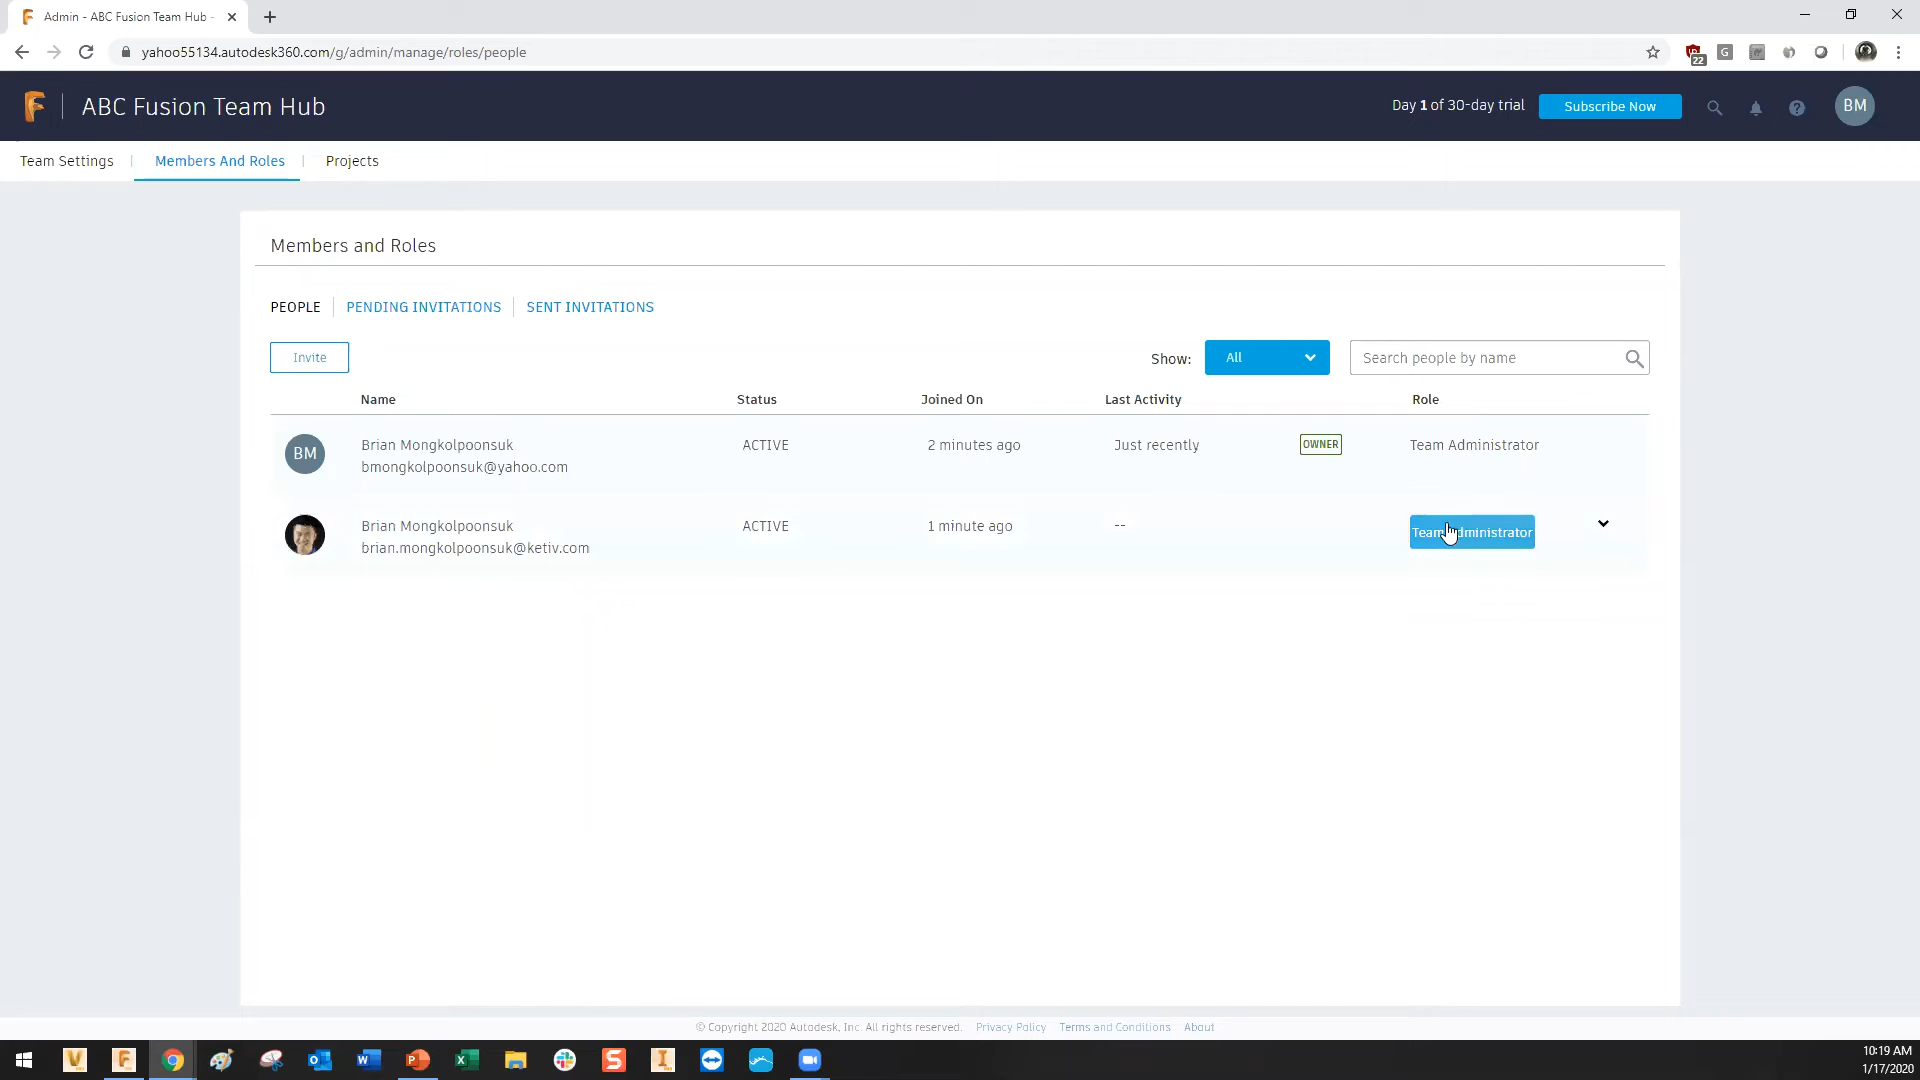 Admin - ABC Fusion Team Hub -
yahoo55134.autodesk360.com/g/admin/manage/roles/people
22
G
ABC Fusion Team Hub
Day 1 of 30-day trial
Subscribe Now
BM
Team Settings
Members And Roles
Projects
Members and Roles
PEOPLE
PENDING INVITATIONS
SENT INVITATIONS
Invite
Show:
All
Search people by name
Name
Status
Joined On
Last Activity
Role
BM
Brian Mongkolpoonsuk
bmongkolpoonsuk@yahoo.com
ACTIVE
2 minutes ago
Just recently
OWNER
Team Administrator
Brian Mongkolpoonsuk
brian.mongkolpoonsuk@ketiv.com
ACTIVE
1 minute ago
--
Team Administrator
© Copyright 2020 Autodesk, Inc. All rights reserved.
Privacy Policy
Terms and Conditions
About
10:19 AM
1/17/2020